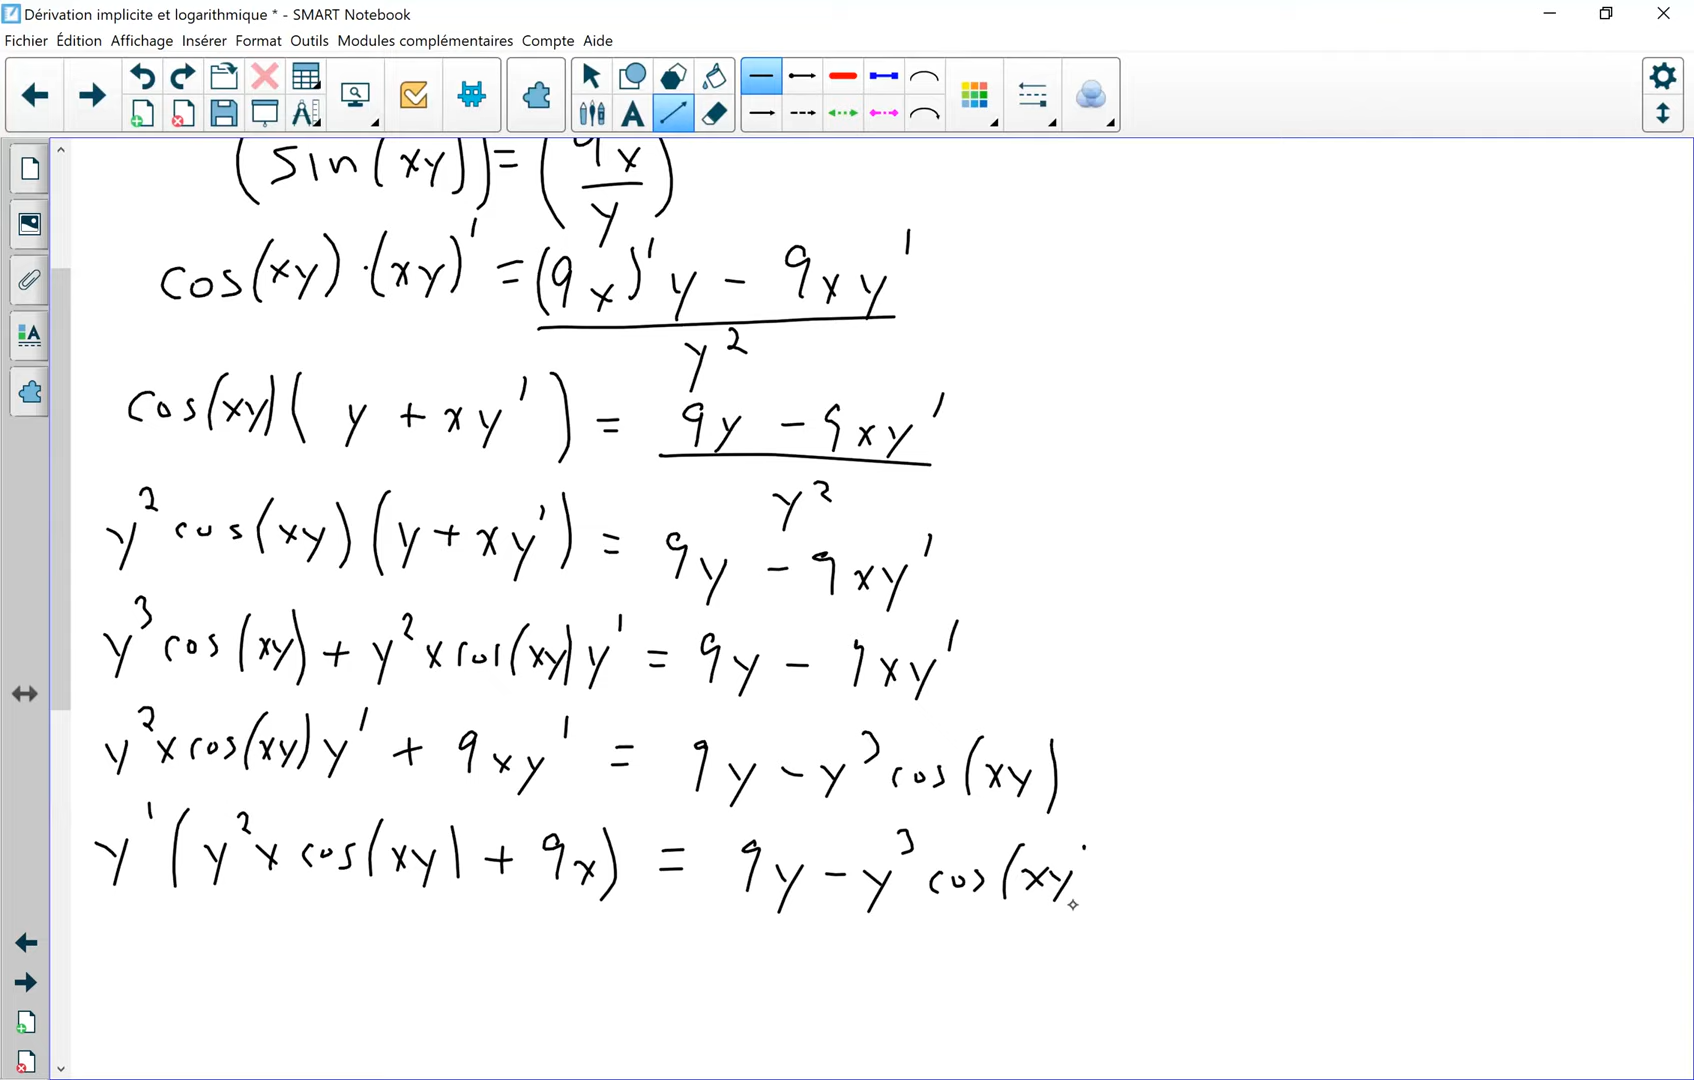 Dérivation implicite et logarithmique * - SMART Notebook
Fichier Édition Affichage Insérer Format Outils Modules complémentaires Compte Aide
(sin(xy))=(9x/y)
cos(xy)·(xy)' = ((9x)'y - 9xy')/y²
cos(xy)(y + xy') = (9y - 9xy')/y²
y² cos(xy)(y + xy') = 9y - 9xy'
y³ cos(xy) + y²x cos(xy)y' = 9y - 9xy'
y²x cos(xy)y' + 9xy' = 9y - y³ cos(xy)
y'(y²x cos(xy) + 9x) = 9y - y³ cos(xy